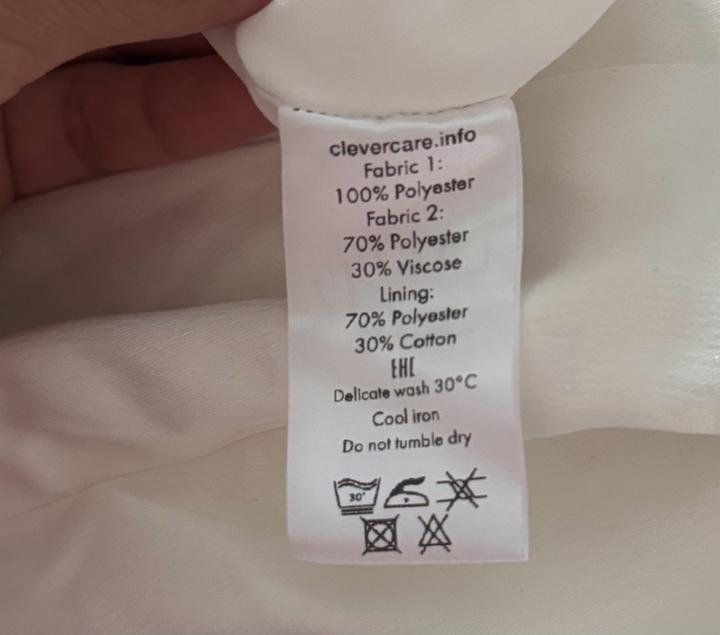 clevercare.info
Fabric 1:
100% Polyester
Fabric 2:
70% Polyester
30% Viscose
Lining:
70% Polyester
30% Cotton
EAC
Delicate wash 30°C
Cool iron
Do not tumble dry
30°